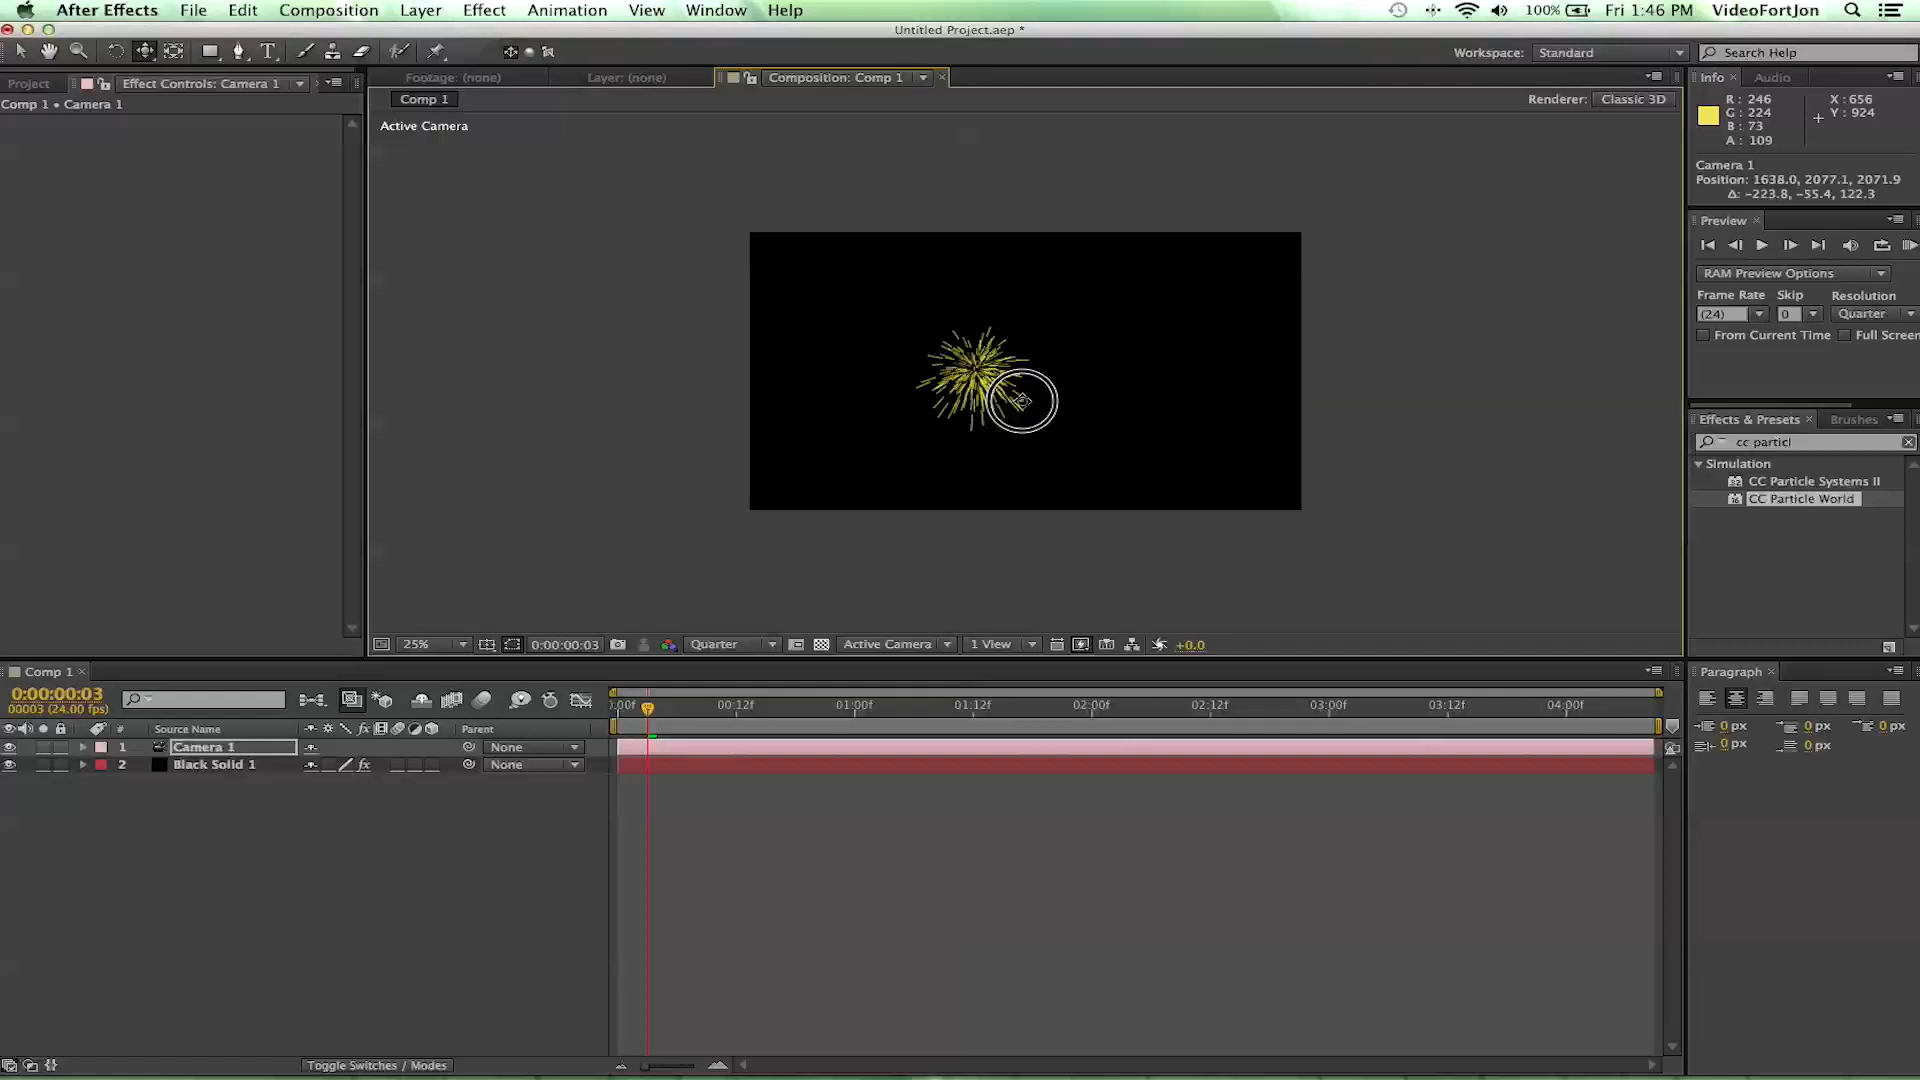 After Effects File Edit Composition Layer Effect Animation View Window Help 100% Fri 1:46 PM VideoFortJon
Untitled Project.aep *
Workspace: Standard Search Help
Project Effect Controls: Camera 1 Footage: (none) Layer: (none) Composition: Comp 1 Info Audio
Comp 1 • Camera 1 Comp 1 Renderer: Classic 3D
R : 246 X : 656
G : 224 Y : 924
B : 73
A : 109
Active Camera
Camera 1
Position: 1638.0, 2077.1, 2071.9
Δ: -223.8, -55.4, 122.3
Preview
RAM Preview Options
Frame Rate Skip Resolution
(24) 0 Quarter
From Current Time Full Screen
Effects & Presets Brushes
cc particl
Simulation
CC Particle Systems II
CC Particle World
25% 0:00:00:03 Quarter Active Camera 1 View +0.0
Comp 1 Paragraph
0:00:00:03
00003 (24.00 fps)
:00f 00:12f 01:00f 01:12f 02:00f 02:12f 03:00f 03:12f 04:00f
# Source Name fx Parent
0 px 0 px 0 px
0 px 0 px
1 Camera 1 None
2 Black Solid 1 fx None
Toggle Switches / Modes